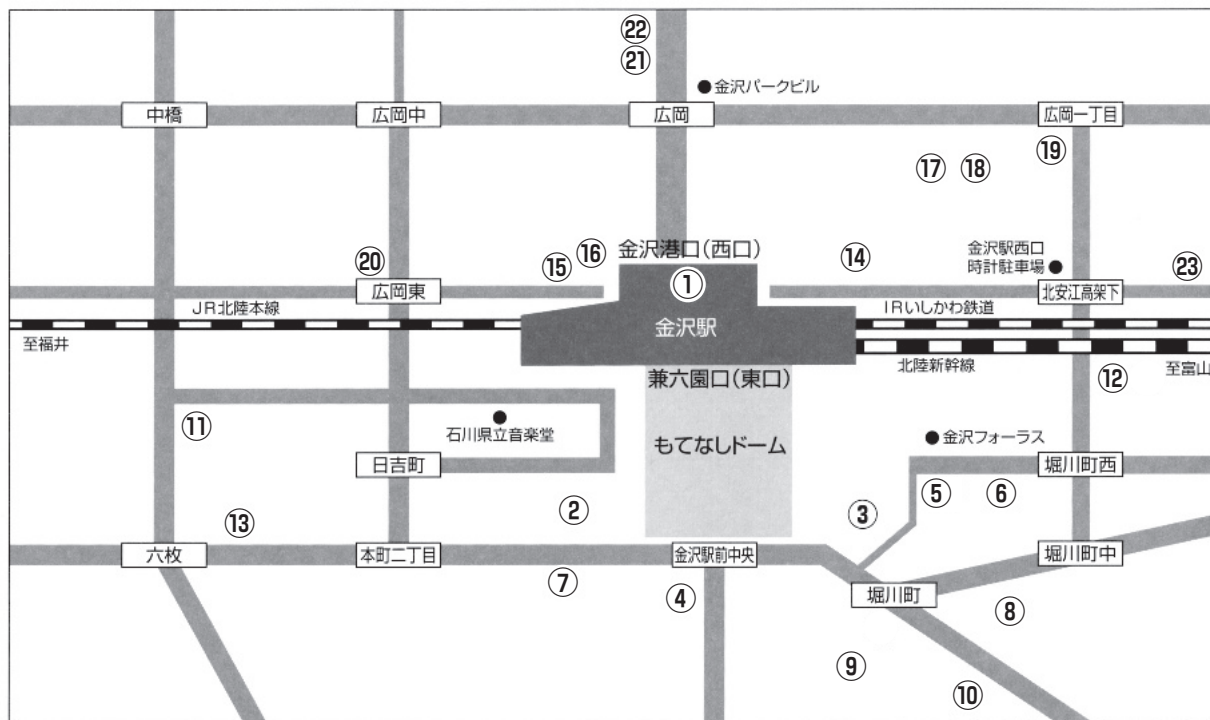 ㉒
㉑
金沢パークビル
中橋
広岡中
広岡
広岡一丁目
⑲
⑰
⑱
金沢港口(西口)
⑯
⑭
金沢駅西口
時計駐車場
⑳
⑮
①
㉓
広岡東
北安江高架下
JR北陸本線
IRいしかわ鉄道
金沢駅
至福井
北陸新幹線
至富山
兼六園口(東口)
⑫
⑪
石川県立音楽堂
もてなしドーム
金沢フォーラス
日吉町
堀川町西
⑤
⑥
②
③
⑬
六枚
本町二丁目
金沢駅前中央
堀川町中
⑦
④
堀川町
⑧
⑨
⑩